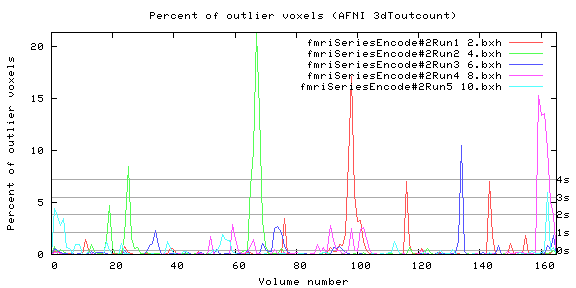 Percent of outlier voxels (AFNI 3dToutcount)
Percent of outlier voxels
20
15
10
5
0
fmriSeriesEncode#2Run1 2.bxh
fmriSeriesEncode#2Run2 4.bxh
fmriSeriesEncode#2Run3 6.bxh
fmriSeriesEncode#2Run4 8.bxh
fmriSeriesEncode#2Run5 10.bxh
4s
3s
2s
1s
0s
0 20 40 60 80 100 120 140 160
Volume number